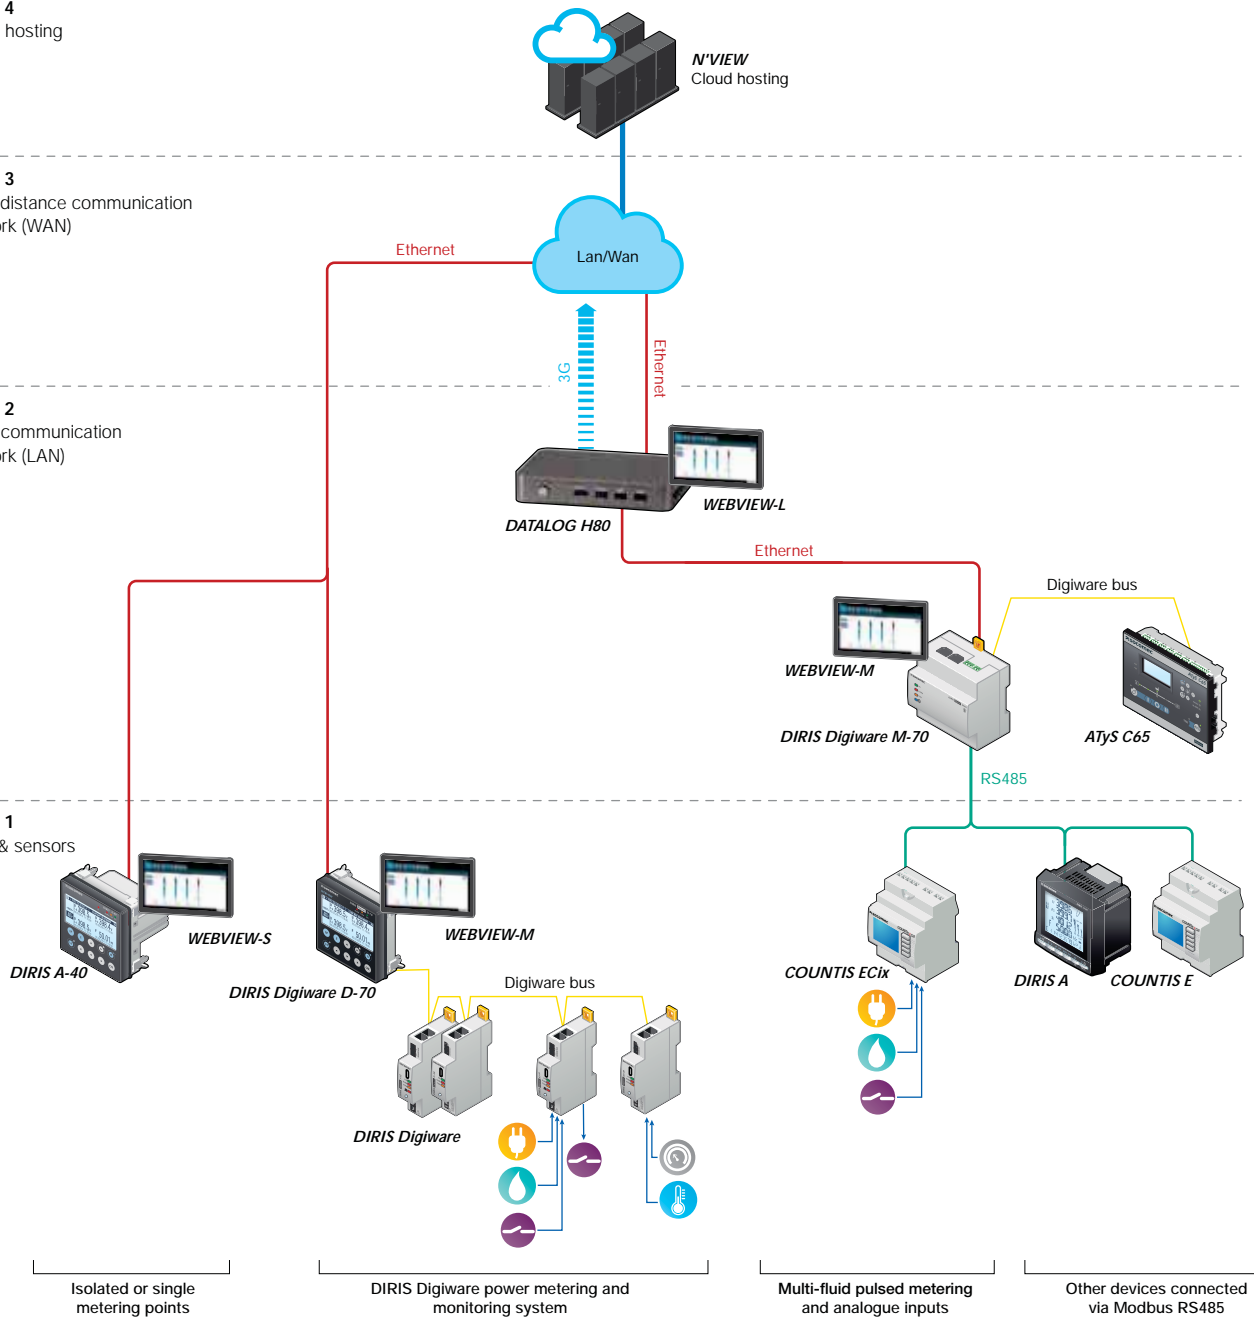 4
hosting
N'VIEW
Cloud hosting
3
distance communication
rk (WAN)
Ethernet
Lan/Wan
3G
Ethernet
2
communication
rk (LAN)
WEBVIEW-L
DATALOG H80
Ethernet
Digiware bus
WEBVIEW-M
DIRIS Digiware M-70
ATyS C65
RS485
1
& sensors
WEBVIEW-S
WEBVIEW-M
DIRIS A-40
DIRIS Digiware D-70
COUNTIS ECix
DIRIS A
COUNTIS E
Digiware bus
DIRIS Digiware
Isolated or single
metering points
DIRIS Digiware power metering and
monitoring system
Multi-fluid pulsed metering
and analogue inputs
Other devices connected
via Modbus RS485